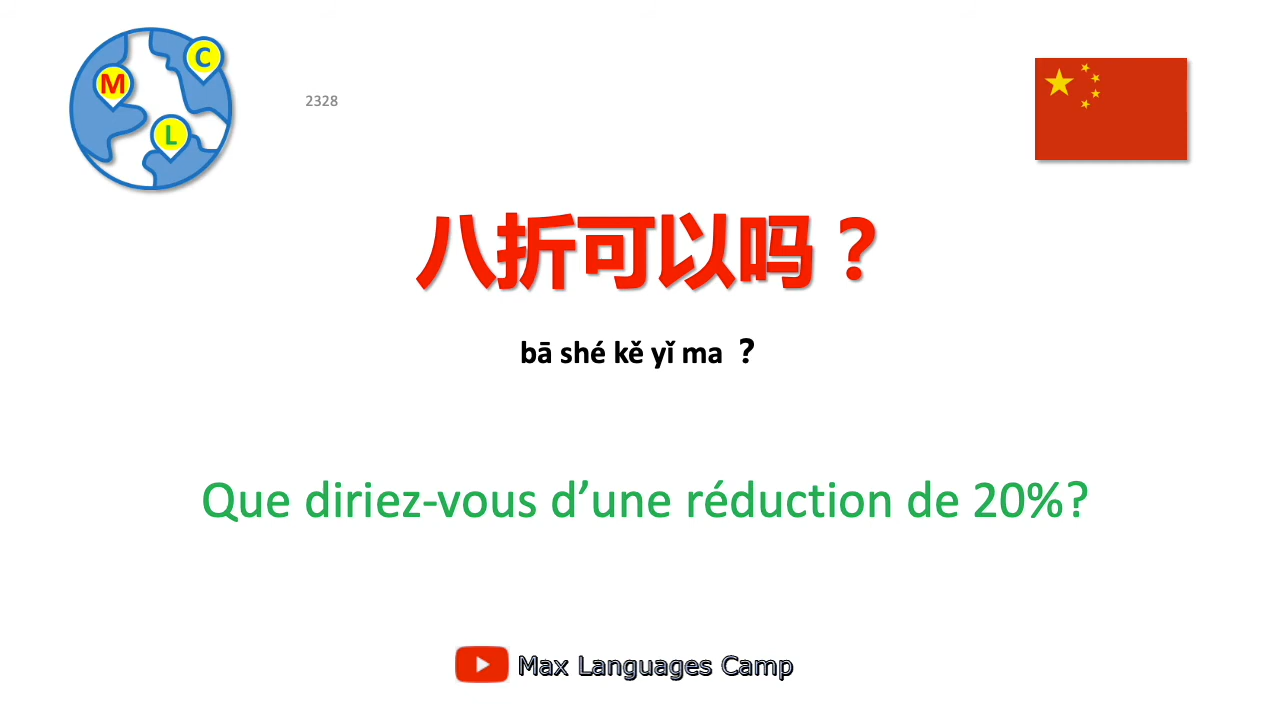 M
C
L
2328
八折可以吗？
bā shé kě yǐ ma ？
Que diriez-vous d’une réduction de 20%?
Max Languages Camp